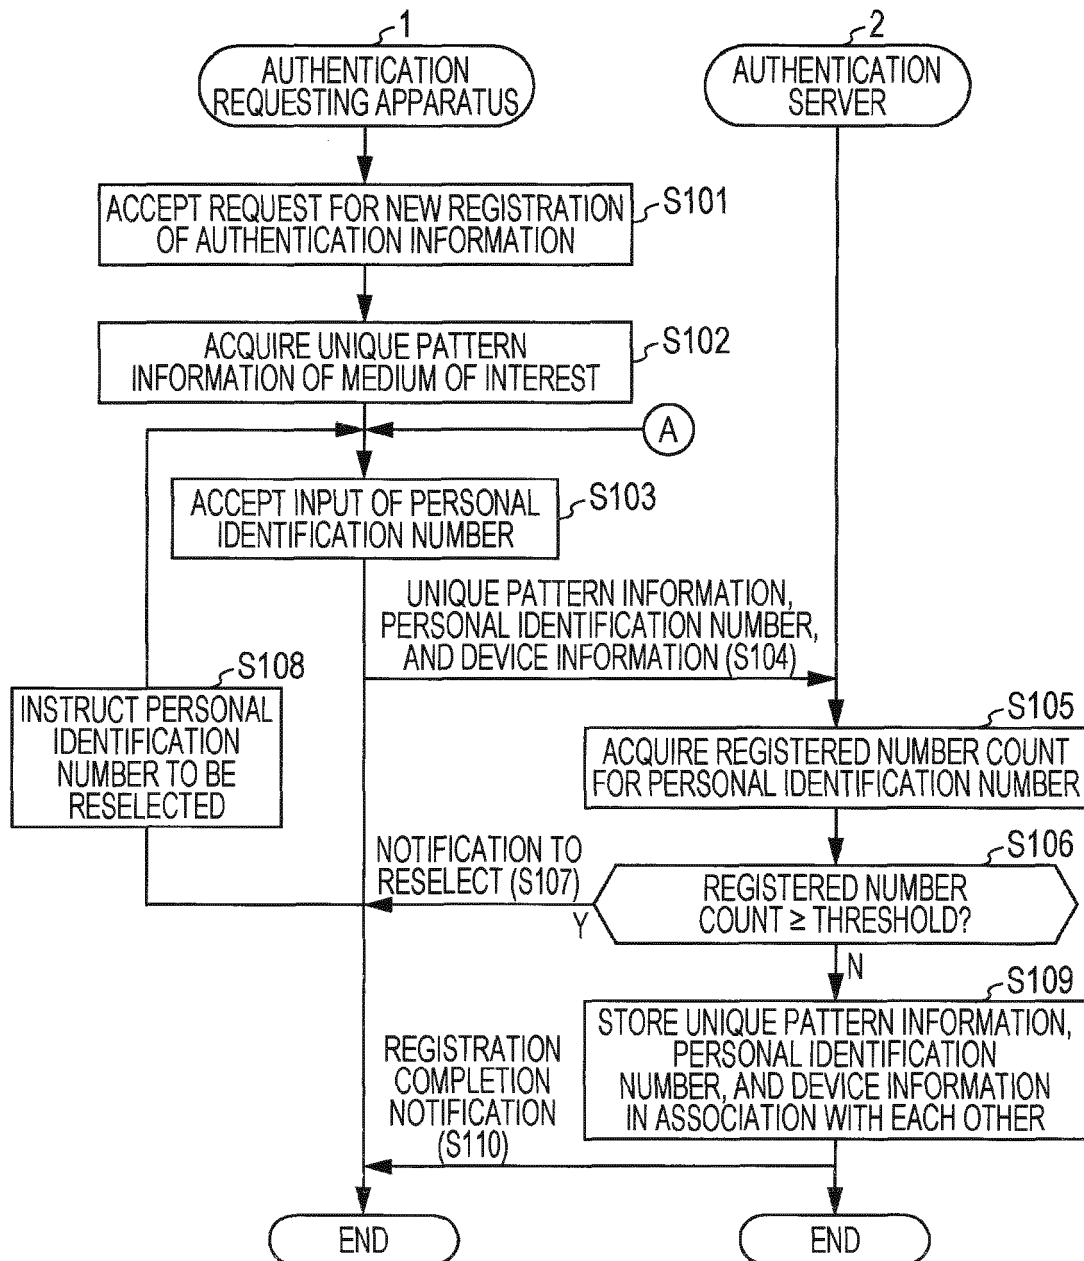 1
AUTHENTICATION
REQUESTING APPARATUS
2
AUTHENTICATION
SERVER
S101
ACCEPT REQUEST FOR NEW REGISTRATION
OF AUTHENTICATION INFORMATION
S102
ACQUIRE UNIQUE PATTERN
INFORMATION OF MEDIUM OF INTEREST
A
S103
ACCEPT INPUT OF PERSONAL
IDENTIFICATION NUMBER
UNIQUE PATTERN INFORMATION,
PERSONAL IDENTIFICATION NUMBER,
AND DEVICE INFORMATION (S104)
S108
INSTRUCT PERSONAL
IDENTIFICATION
NUMBER TO BE
RESELECTED
S105
ACQUIRE REGISTERED NUMBER COUNT
FOR PERSONAL IDENTIFICATION NUMBER
NOTIFICATION TO
RESELECT (S107)
Y
S106
REGISTERED NUMBER
COUNT ≥ THRESHOLD?
N
S109
STORE UNIQUE PATTERN INFORMATION,
PERSONAL IDENTIFICATION
NUMBER, AND DEVICE INFORMATION
IN ASSOCIATION WITH EACH OTHER
REGISTRATION
COMPLETION
NOTIFICATION
(S110)
END
END